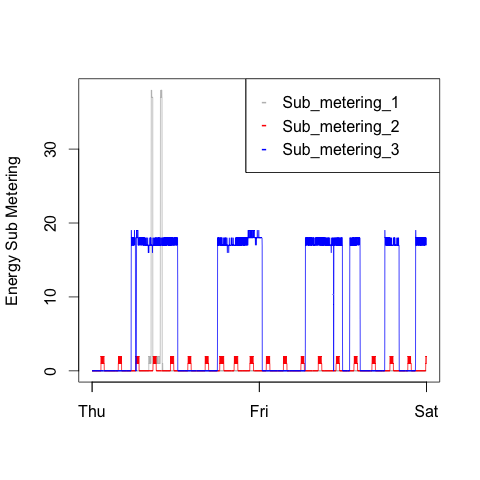 Sub_metering_1
Sub_metering_2
Sub_metering_3
Energy Sub Metering
30
20
10
0
Thu Fri Sat